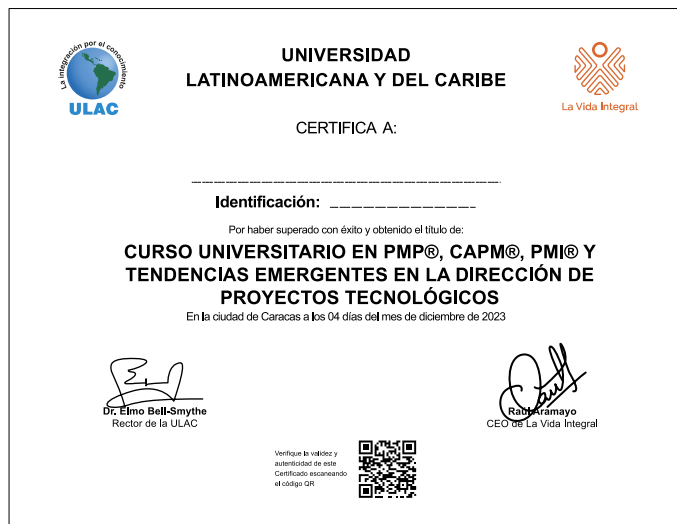 La integración por el conocimiento
ULAC
UNIVERSIDAD
LATINOAMERICANA Y DEL CARIBE
La Vida Integral
CERTIFICA A:
Identificación:
Por haber superado con éxito y obtenido el título de:
CURSO UNIVERSITARIO EN PMP®, CAPM®, PMI® Y
TENDENCIAS EMERGENTES EN LA DIRECCIÓN DE
PROYECTOS TECNOLÓGICOS
En la ciudad de Caracas a los 04 días del mes de diciembre de 2023
Dr. Elmo Bell-Smythe
Rector de la ULAC
Raúl Aramayo
CEO de La Vida Integral
Verifique la validez y
autenticidad de este
Certificado escaneando
el código QR